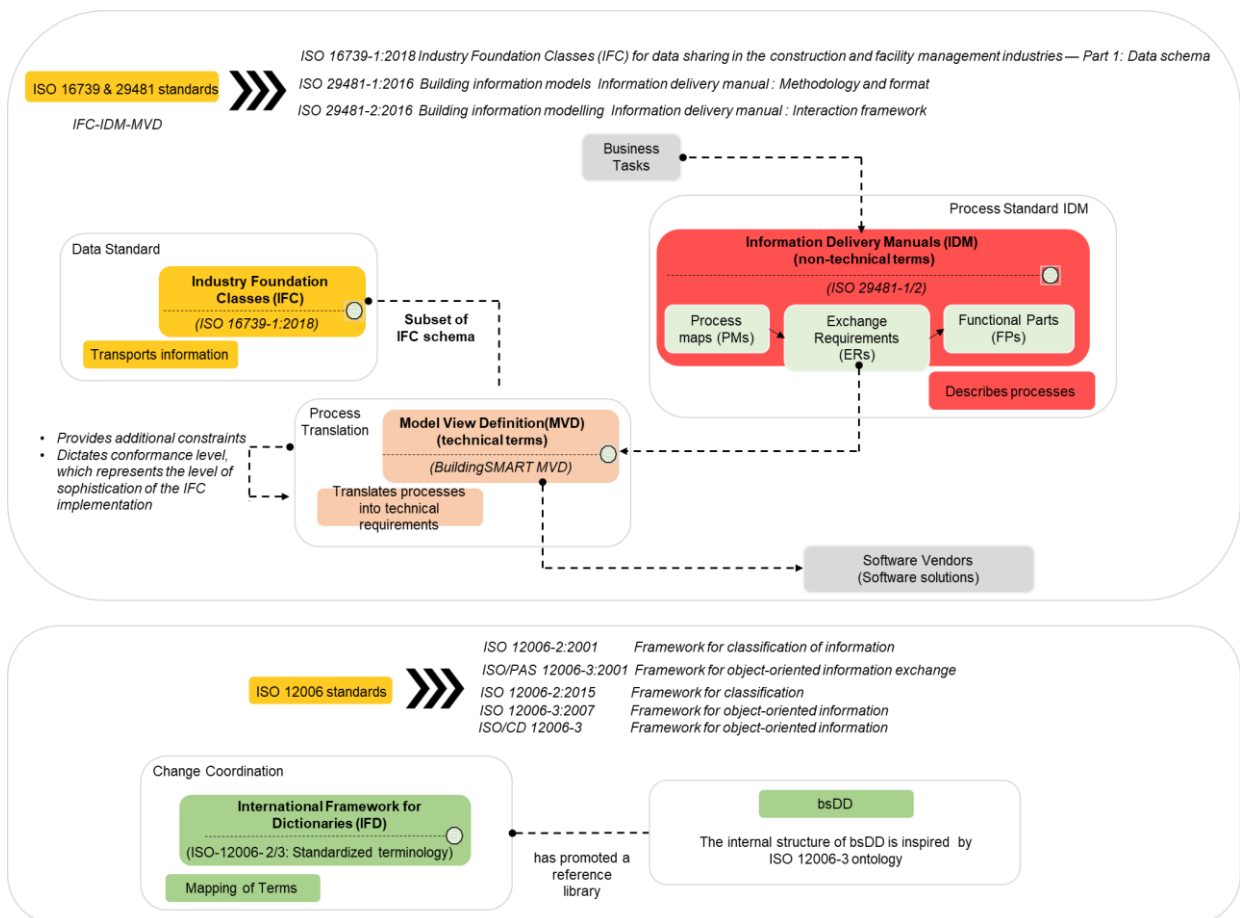 ISO 16739-1:2018 Industry Foundation Classes (IFC) for data sharing in the construction and facility management industries — Part 1: Data schema
ISO 16739 & 29481 standards
ISO 29481-1:2016 Building information models Information delivery manual : Methodology and format
ISO 29481-2:2016 Building information modelling Information delivery manual : Interaction framework
IFC-IDM-MVD
Business
Tasks
Process Standard IDM
Data Standard
Information Delivery Manuals (IDM)
(non-technical terms)
(ISO 29481-1/2)
Industry Foundation
Classes (IFC)
(ISO 16739-1:2018)
Transports information
Subset of
IFC schema
Process
maps (PMs)
Exchange
Requirements
(ERs)
Functional Parts
(FPs)
Describes processes
Process
Translation
Model View Definition(MVD)
(technical terms)
(BuildingSMART MVD)
• Provides additional constraints
• Dictates conformance level,
which represents the level of
sophistication of the IFC
implementation
Translates processes
into technical
requirements
Software Vendors
(Software solutions)
ISO 12006 standards
ISO 12006-2:2001 Framework for classification of information
ISO/PAS 12006-3:2001 Framework for object-oriented information exchange
ISO 12006-2:2015 Framework for classification
ISO 12006-3:2007 Framework for object-oriented information
ISO/CD 12006-3 Framework for object-oriented information
Change Coordination
International Framework for
Dictionaries (IFD)
(ISO-12006- 2/3: Standardized terminology)
Mapping of Terms
has promoted a
reference
library
bsDD
The internal structure of bsDD is inspired by
ISO 12006-3 ontology